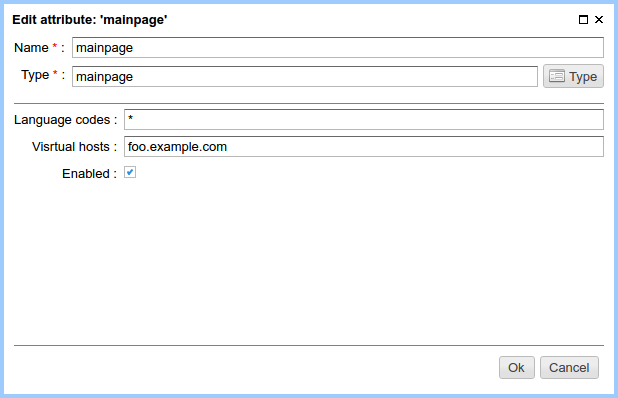 Edit attribute: 'mainpage'
Name * : mainpage
Type * : mainpage Type
Language codes : *
Visrtual hosts : foo.example.com
Enabled :
Ok Cancel